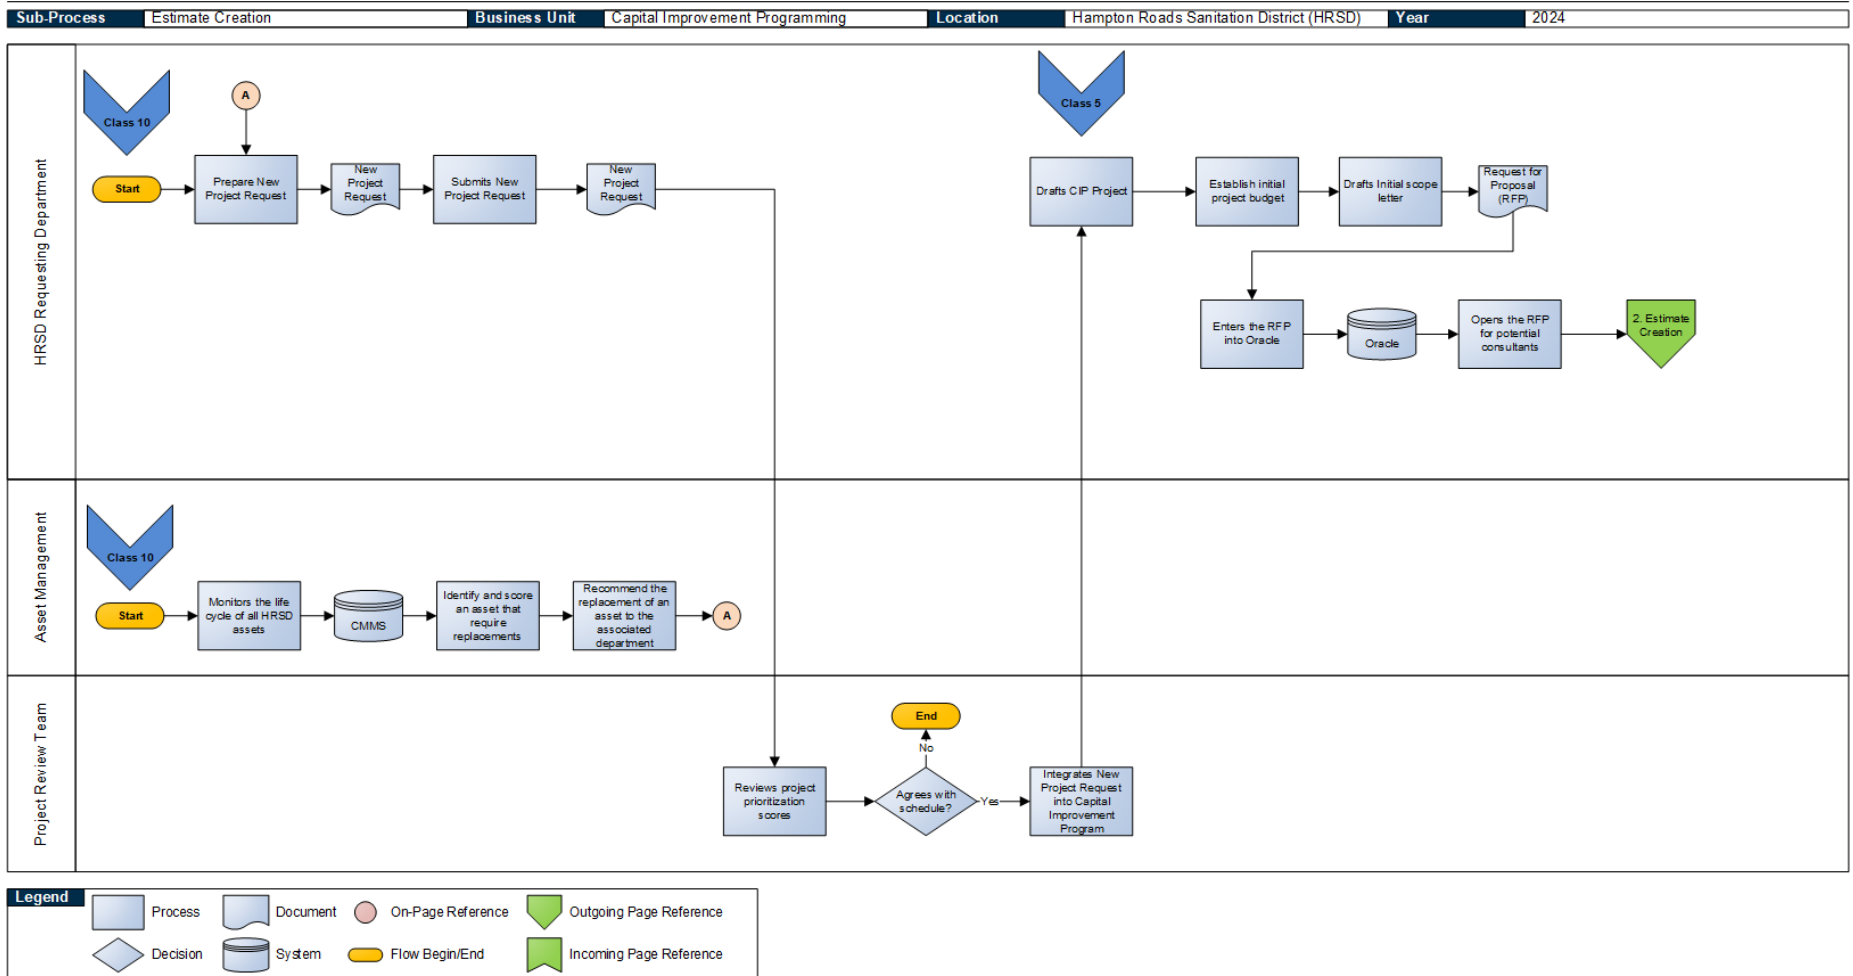 Sub-Process Estimate Creation Business Unit Capital Improvement Programming Location Hampton Roads Sanitation District (HRSD) Year 2024
HRSD Requesting Department
Class 10
A
Start
Prepare New
Project Request
New
Project
Request
Submits New
Project Request
New
Project
Request
Class 5
Drafts CIP Project
Establish initial
project budget
Drafts Initial scope
letter
Request for
Proposal
(RFP)
Enters the RFP
into Oracle
Oracle
Opens the RFP
for potential
consultants
2. Estimate
Creation
Asset Management
Class 10
Start
Monitors the life
cycle of all HRSD
assets
CMMS
Identify and score
an asset that
require
replacements
Recommend the
replacement of an
asset to the
associated
department
A
Project Review Team
Reviews project
prioritization
scores
End
No
Agrees with
schedule?
Yes
Integrates New
Project Request
into Capital
Improvement
Program
Legend
Process
Document
On-Page Reference
Outgoing Page Reference
Decision
System
Flow Begin/End
Incoming Page Reference